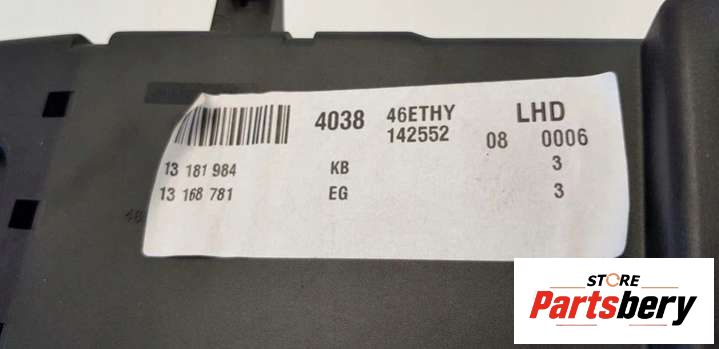 4038 46ETHY LHD
142552 08 0006
13 181 984 KB 3
13 168 781 EG 3
STORE
Partsbery